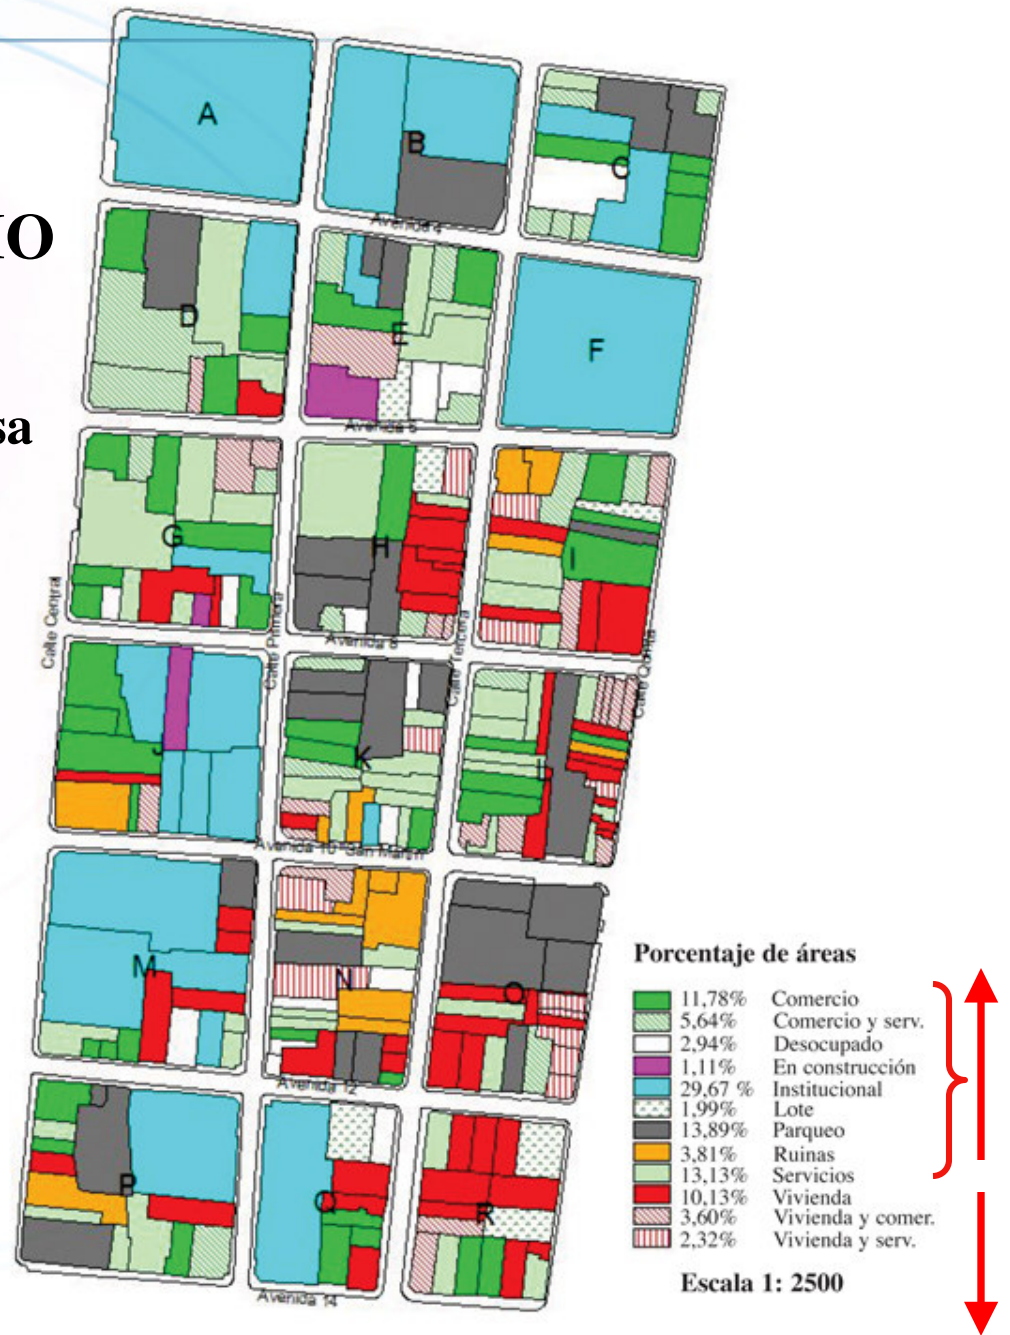 A
B
C
Avenida 4
IO
D
E
F
sa
Avenida 6
G
H
I
Calle Central
Calle Primera
Avenida 8
Calle Tercera
Calle Quinta
J
K
L
Avenida 10 "San Martín"
M
N
O
Avenida 12
P
Q
R
Avenida 14
Porcentaje de áreas
11,78% Comercio
5,64% Comercio y serv.
2,94% Desocupado
1,11% En construcción
29,67 % Institucional
1,99% Lote
13,89% Parqueo
3,81% Ruinas
13,13% Servicios
10,13% Vivienda
3,60% Vivienda y comer.
2,32% Vivienda y serv.
Escala 1: 2500